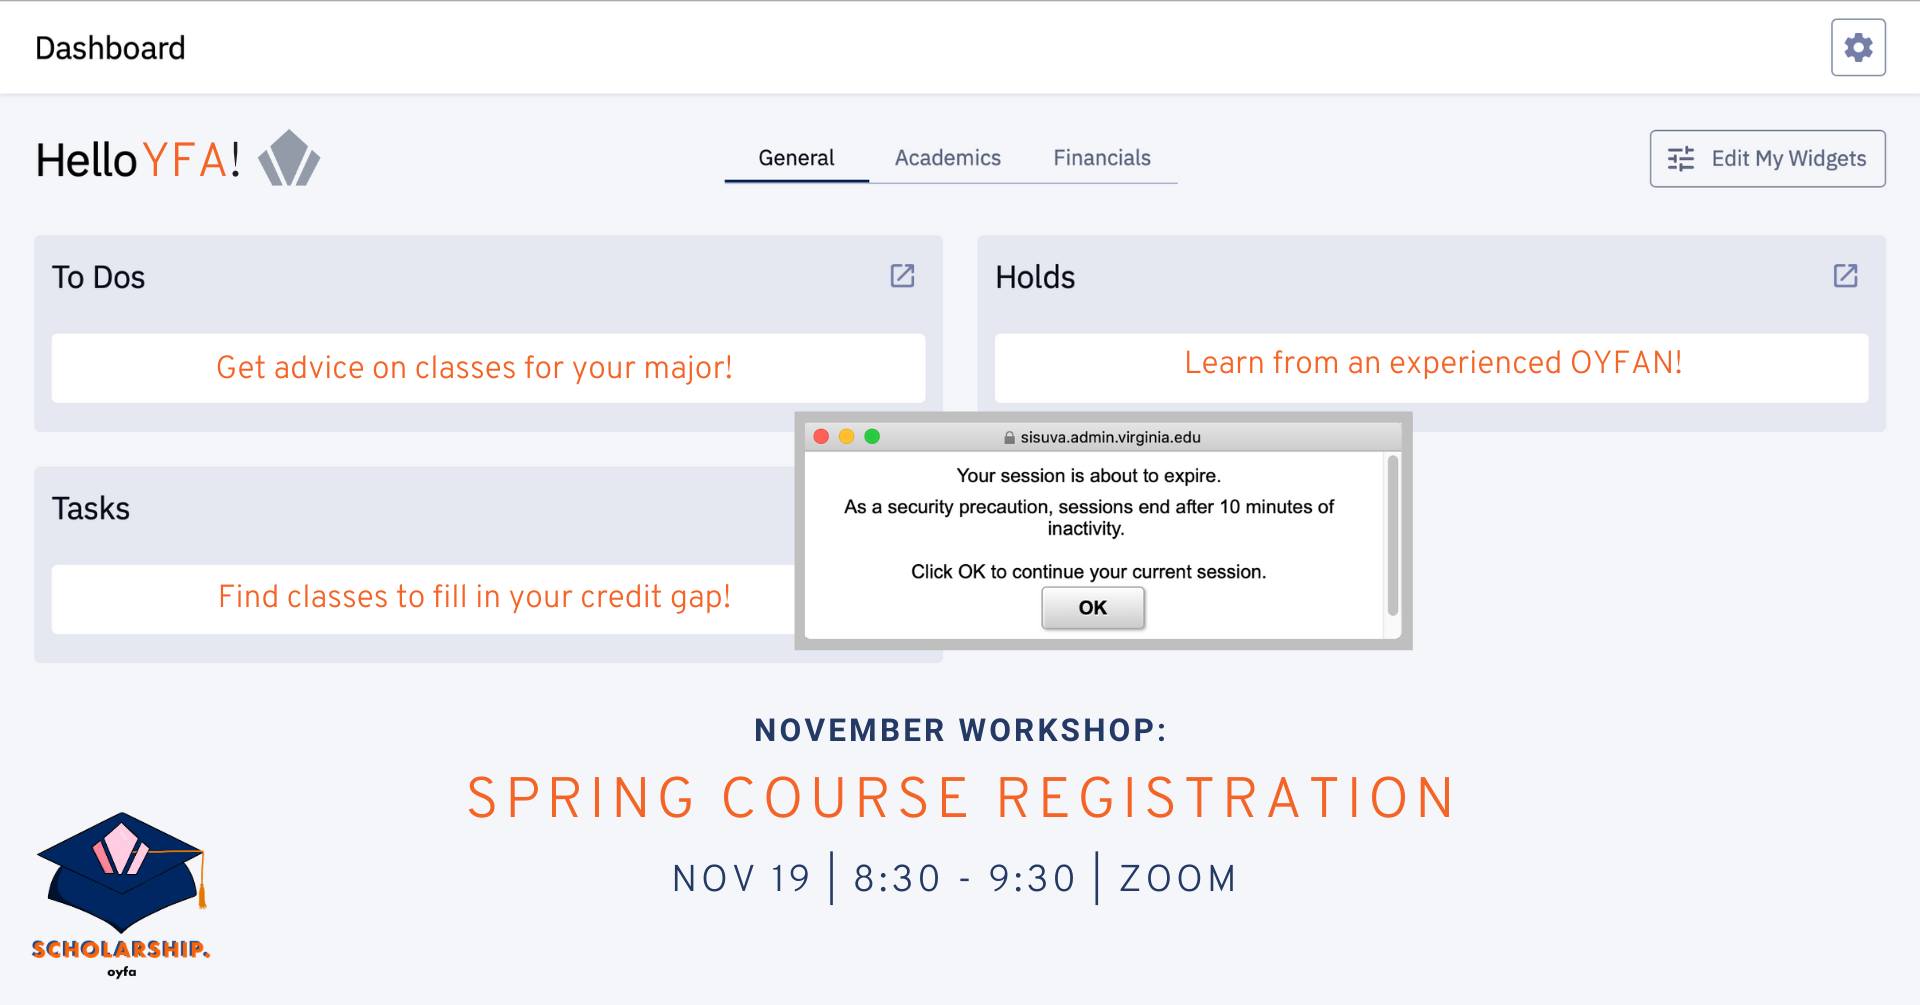 Dashboard
Hello YFA!
General Academics Financials
Edit My Widgets
To Dos
Get advice on classes for your major!
Holds
Learn from an experienced OYFAN!
Tasks
Find classes to fill in your credit gap!
sisuva.admin.virginia.edu
Your session is about to expire.
As a security precaution, sessions end after 10 minutes of
inactivity.
Click OK to continue your current session.
OK
NOVEMBER WORKSHOP:
SPRING COURSE REGISTRATION
NOV 19 | 8:30 - 9:30 | ZOOM
SCHOLARSHIP.
oyfa